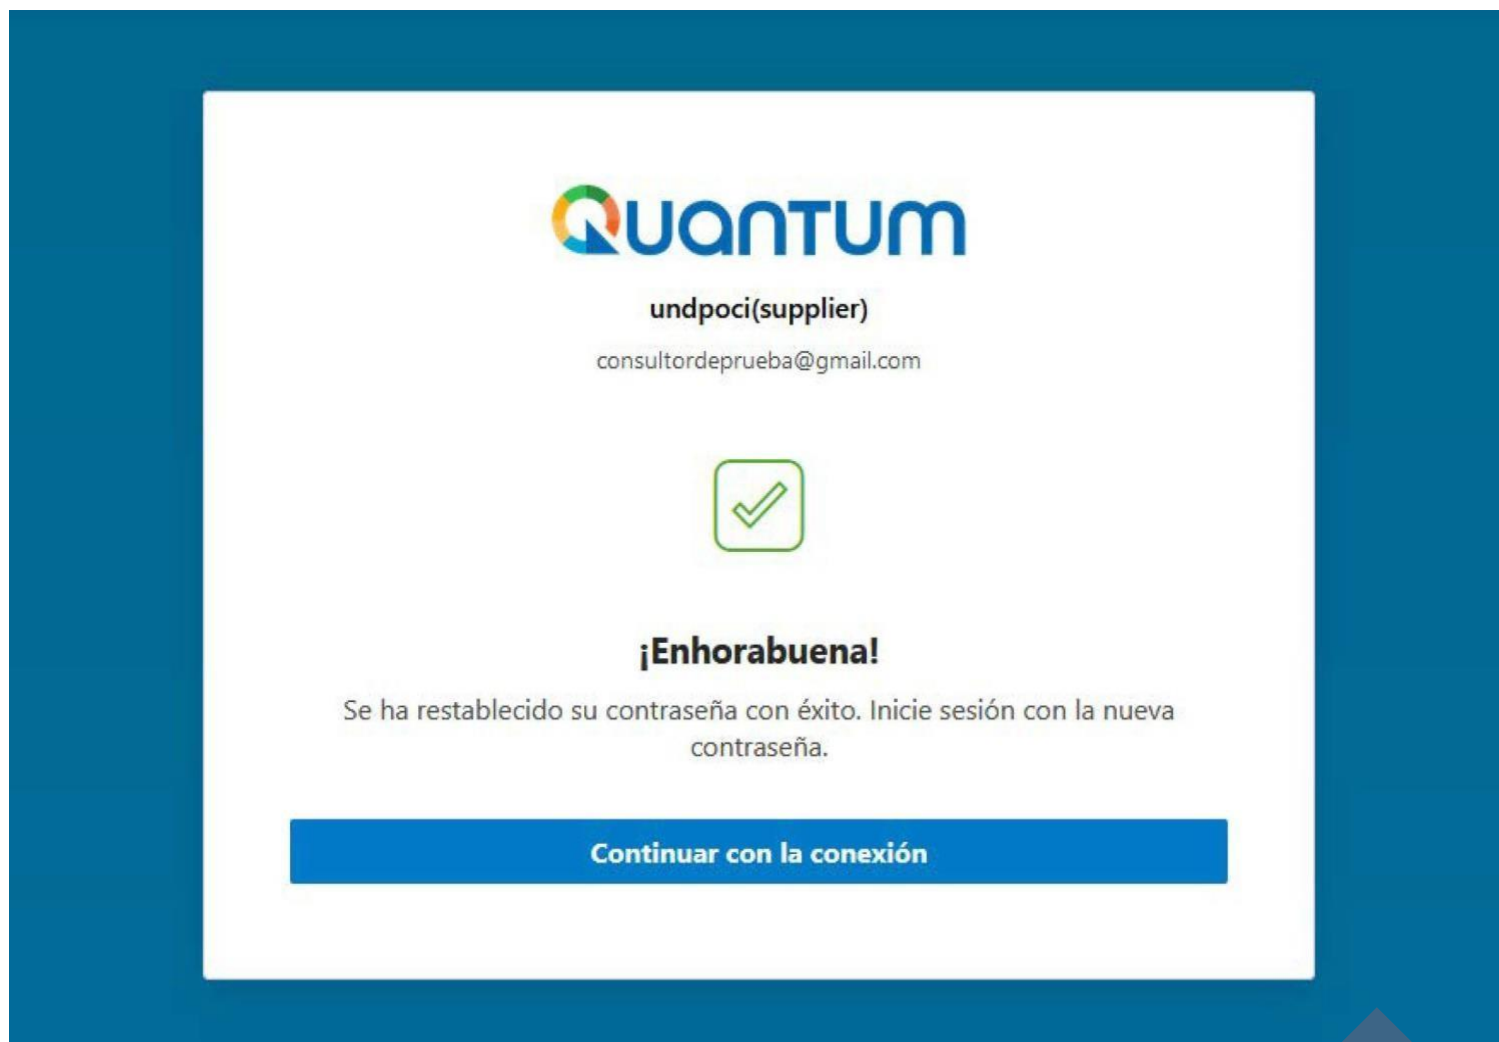 Quantum
undpoci(supplier)
consultordeprueba@gmail.com
¡Enhorabuena!
Se ha restablecido su contraseña con éxito. Inicie sesión con la nueva
contraseña.
Continuar con la conexión